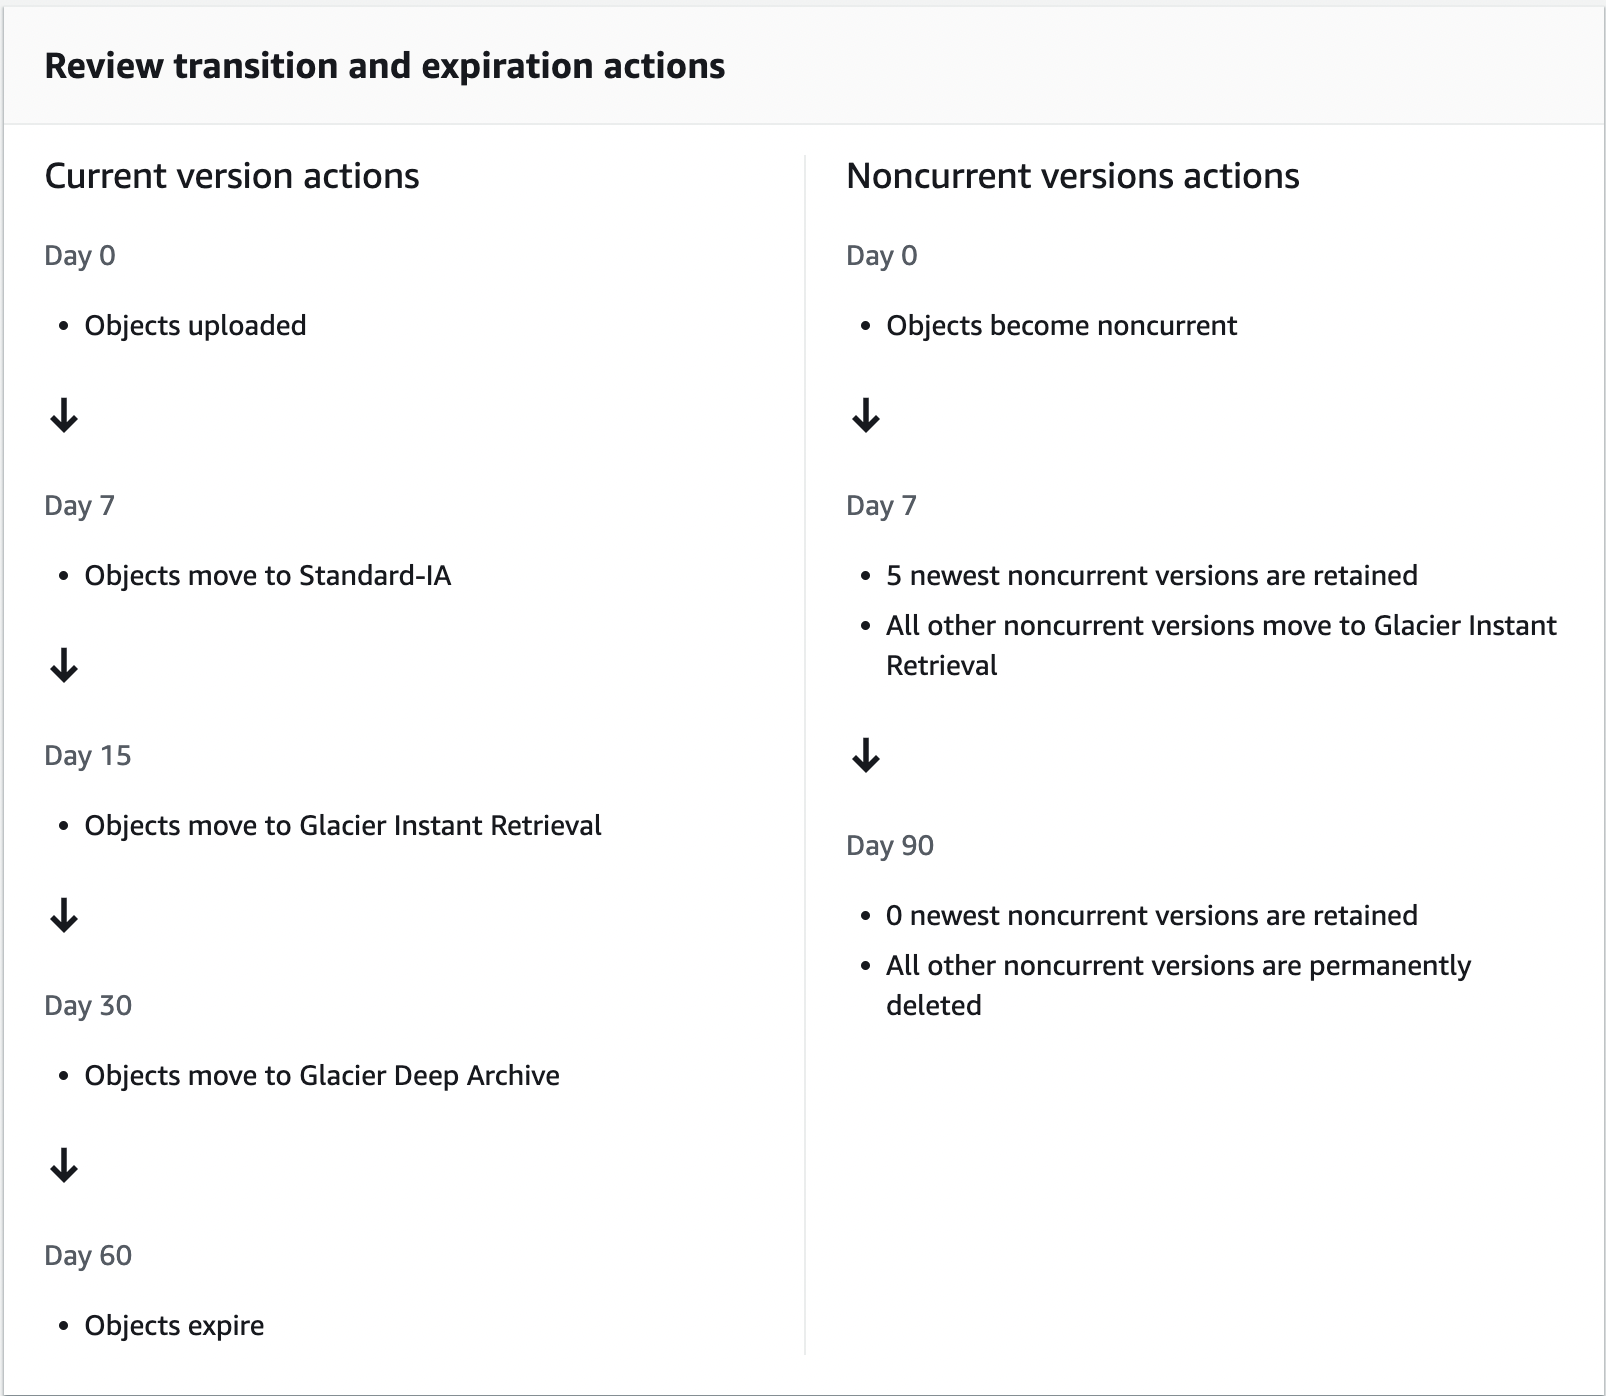 Review transition and expiration actions
Current version actions
Day 0
Objects uploaded
Day 7
Objects move to Standard-IA
Day 15
Objects move to Glacier Instant Retrieval
Day 30
Objects move to Glacier Deep Archive
Day 60
Objects expire
Noncurrent versions actions
Day 0
Objects become noncurrent
Day 7
5 newest noncurrent versions are retained
All other noncurrent versions move to Glacier Instant
Retrieval
Day 90
0 newest noncurrent versions are retained
All other noncurrent versions are permanently
deleted